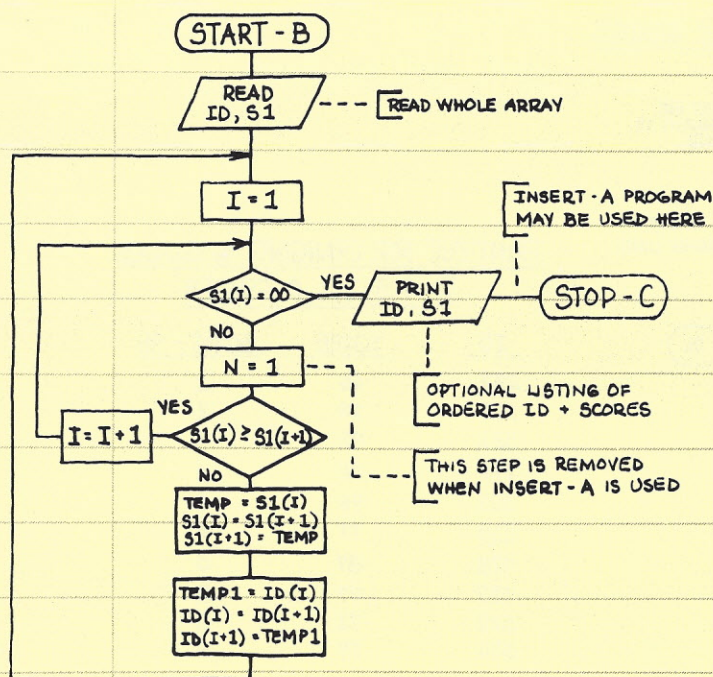 START - B
READ
ID, S1
READ WHOLE ARRAY
I = 1
INSERT - A PROGRAM
MAY BE USED HERE
S1(I) = 00
YES
PRINT
ID, S1
STOP - C
NO
N = 1
OPTIONAL LISTING OF
ORDERED ID + SCORES
I = I + 1
YES
S1(I) ≥ S1(I+1)
THIS STEP IS REMOVED
WHEN INSERT - A IS USED
NO
TEMP = S1(I)
S1(I) = S1(I+1)
S1(I+1) = TEMP
TEMP1 = ID(I)
ID(I) = ID(I+1)
ID(I+1) = TEMP1